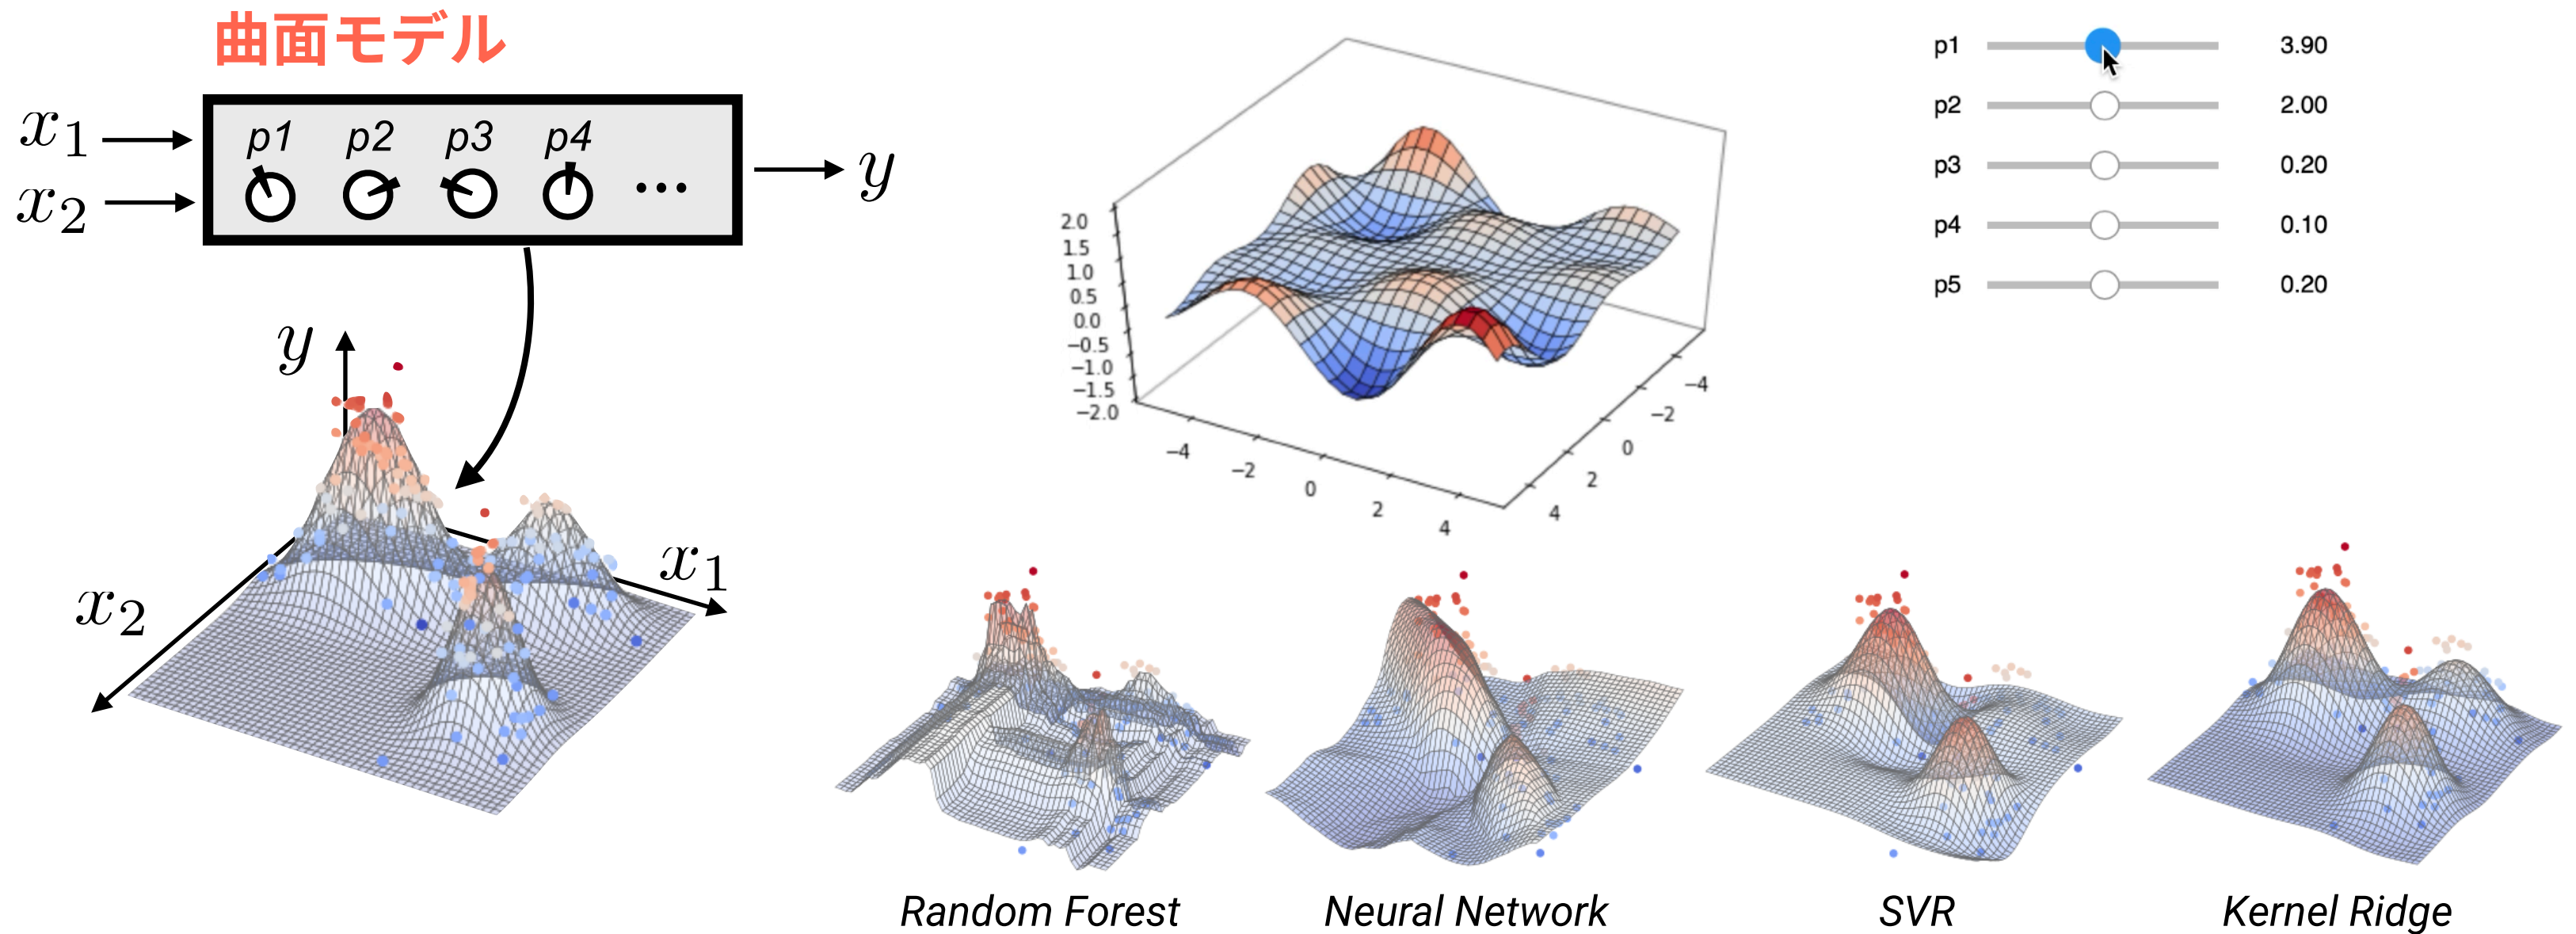 曲面モデル
x1
x2
p1 p2 p3 p4 ...
y
y
x1
x2
2.0
1.5
1.0
0.5
0.0
−0.5
−1.0
−1.5
−2.0
−4
−2
0
2
4
−4
−2
0
2
4
p1 3.90
p2 2.00
p3 0.20
p4 0.10
p5 0.20
Random Forest
Neural Network
SVR
Kernel Ridge